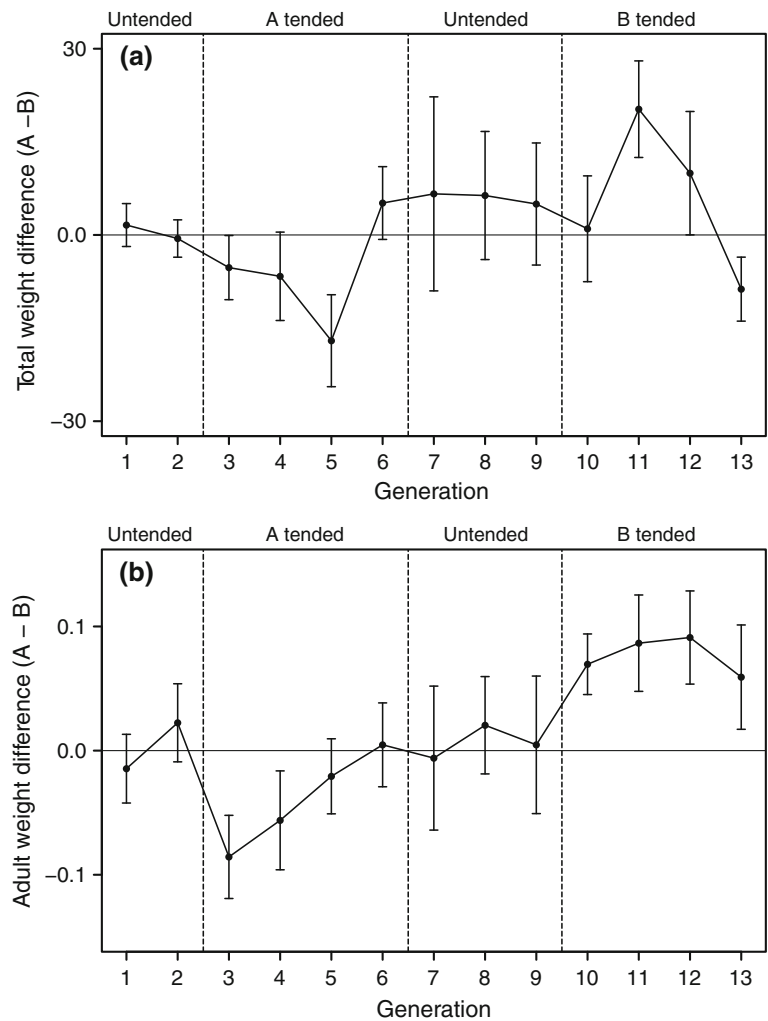 Untended A tended Untended B tended
(a)
Total weight difference (A –B)
30
0.0
–30
1 2 3 4 5 6 7 8 9 10 11 12 13
Generation
Untended A tended Untended B tended
(b)
Adult weight difference (A – B)
0.1
0.0
–0.1
1 2 3 4 5 6 7 8 9 10 11 12 13
Generation